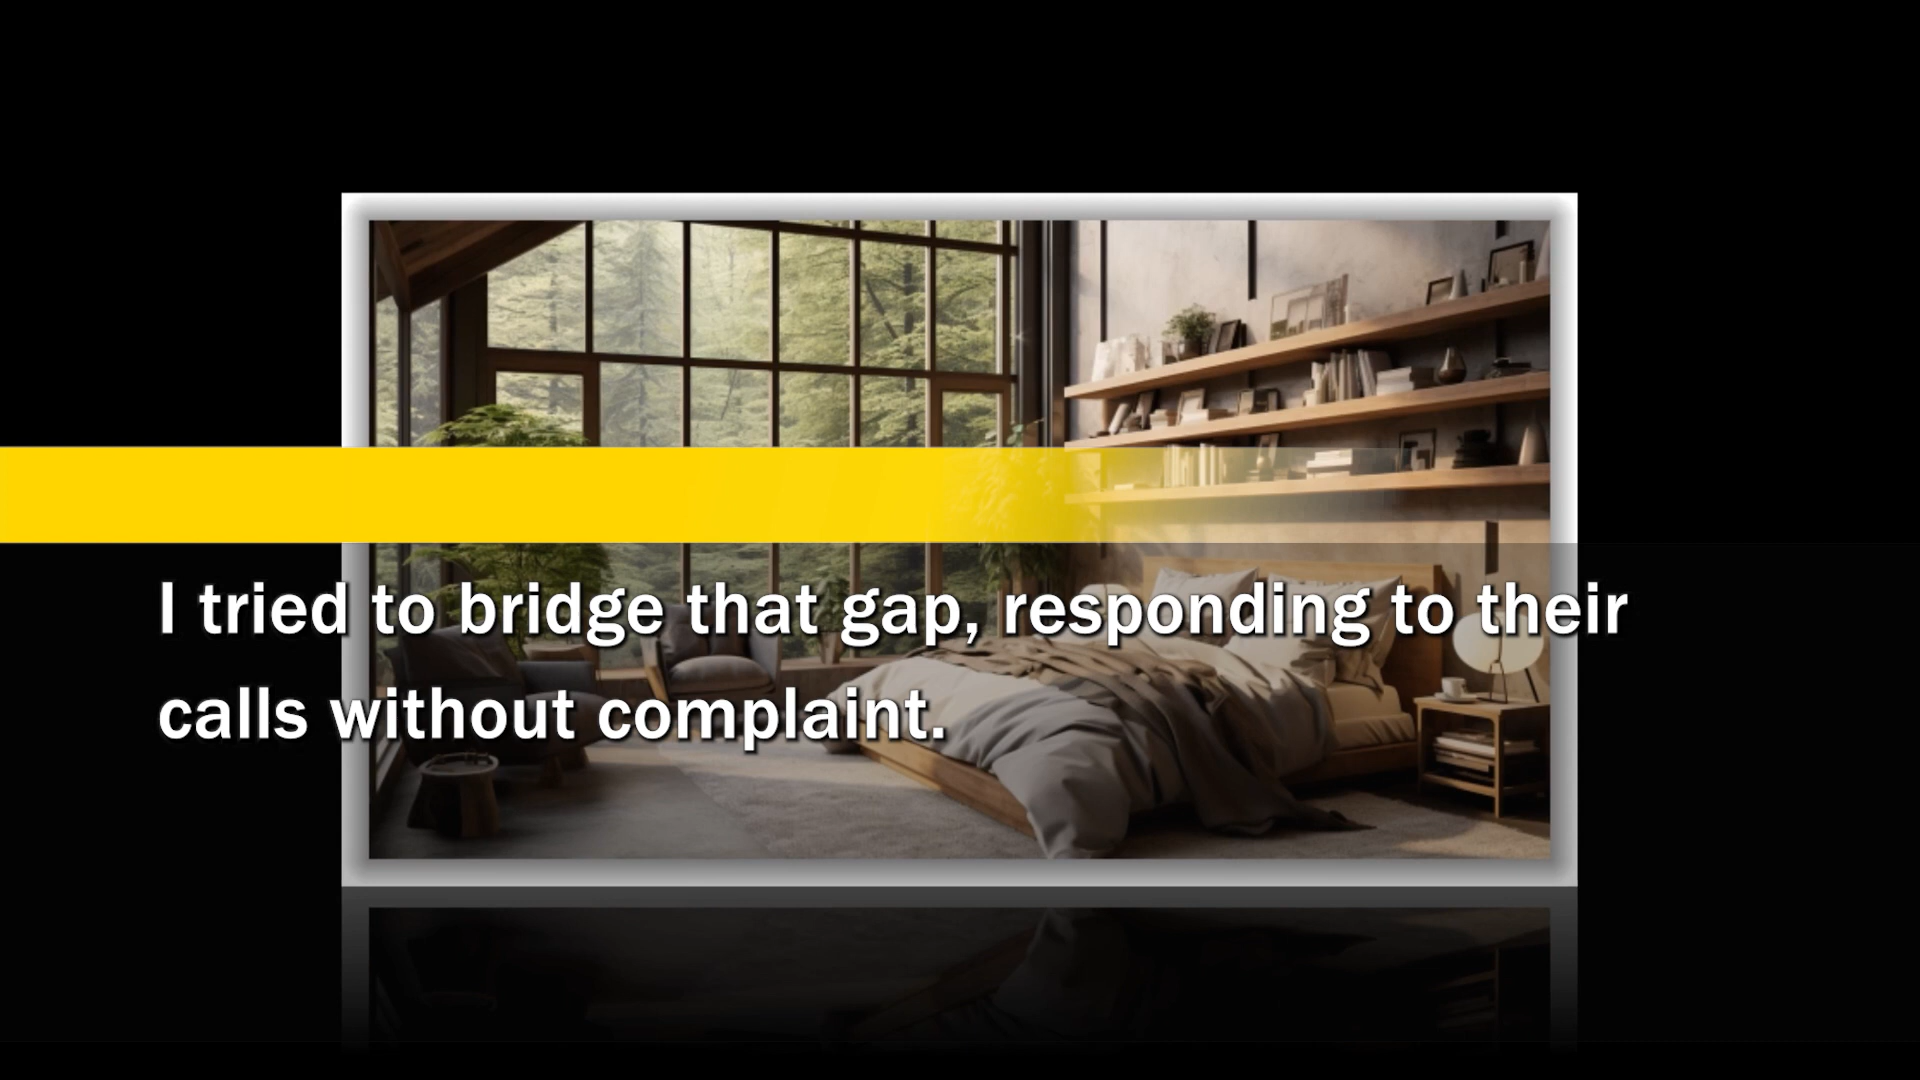 I tried to bridge that gap, responding to their
calls without complaint.